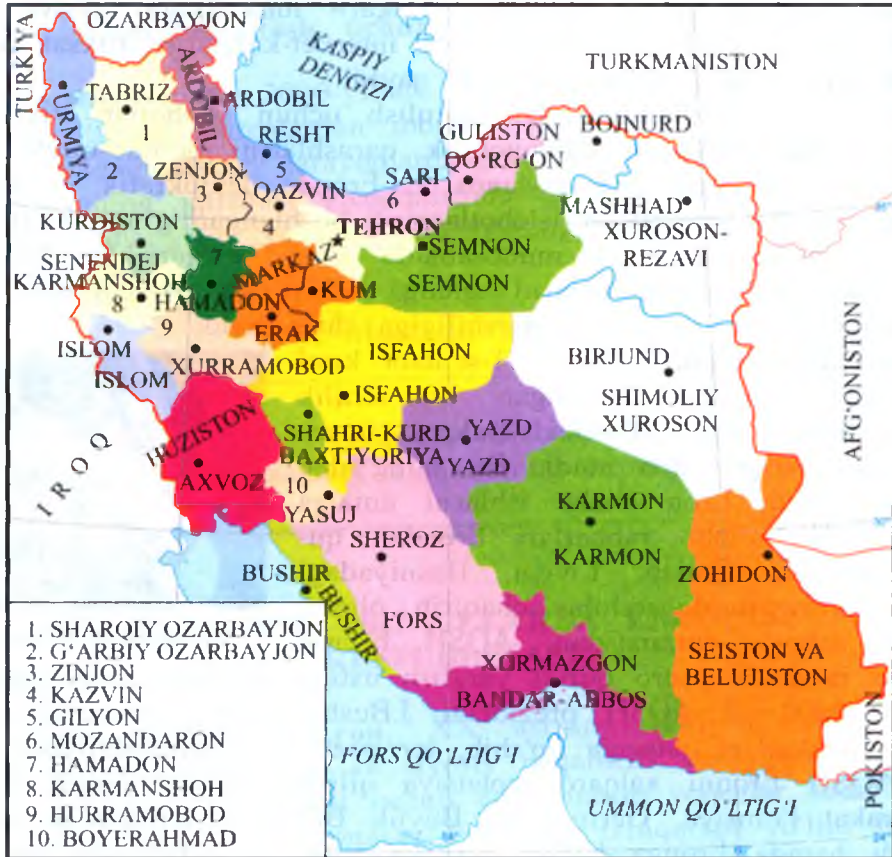 OZARBAYJON
TURKIYA
KASPIY
DENGIZI
TURKMANISTON
ARDOBIL
ARDOBIL
TABRIZ
1
URMIYA
RESHT
GULISTON
QO‘RG‘ON
BOJNURD
2
ZENJON
3
5
QAZVIN
4
SARI
6
MASHHAD
XUROSON-
REZAVI
KURDISTON
SENENDEJ
TEHRON
SEMNON
SEMNON
KARMANSHOH
7
MARKAZ
8
HAMADON
KUM
ERAK
9
ISLOM
ISLOM
XURRAMOBOD
ISFAHON
ISFAHON
BIRJUND
SHIMOLIY
XUROSON
AFG‘ONISTON
IROQ
HUZISTON
AXVOZ
SHAHRI-KURD
BAXTIYORIYA
YAZD
YAZD
10
YASUJ
KARMON
KARMON
SHEROZ
ZOHIDON
BUSHIR
BUSHIR
FORS
SEISTON VA
BELUJISTON
XORMAZGON
BANDAR-ABBOS
FORS QO‘LTIG‘I
UMMON QO‘LTIG‘I
POKISTON
1. SHARQIY OZARBAYJON
2. G‘ARBIY OZARBAYJON
3. ZINJON
4. KAZVIN
5. GILYON
6. MOZANDARON
7. HAMADON
8. KARMANSHOH
9. HURRAMOBOD
10. BOYERAHMAD